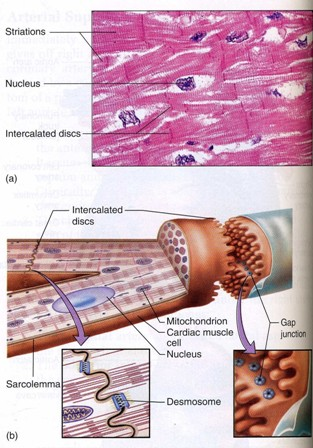 Striations
Nucleus
Intercalated discs
(a)
Intercalated
discs
Mitochondrion
Cardiac muscle
cell
Nucleus
Gap
junction
Sarcolemma
Desmosome
(b)